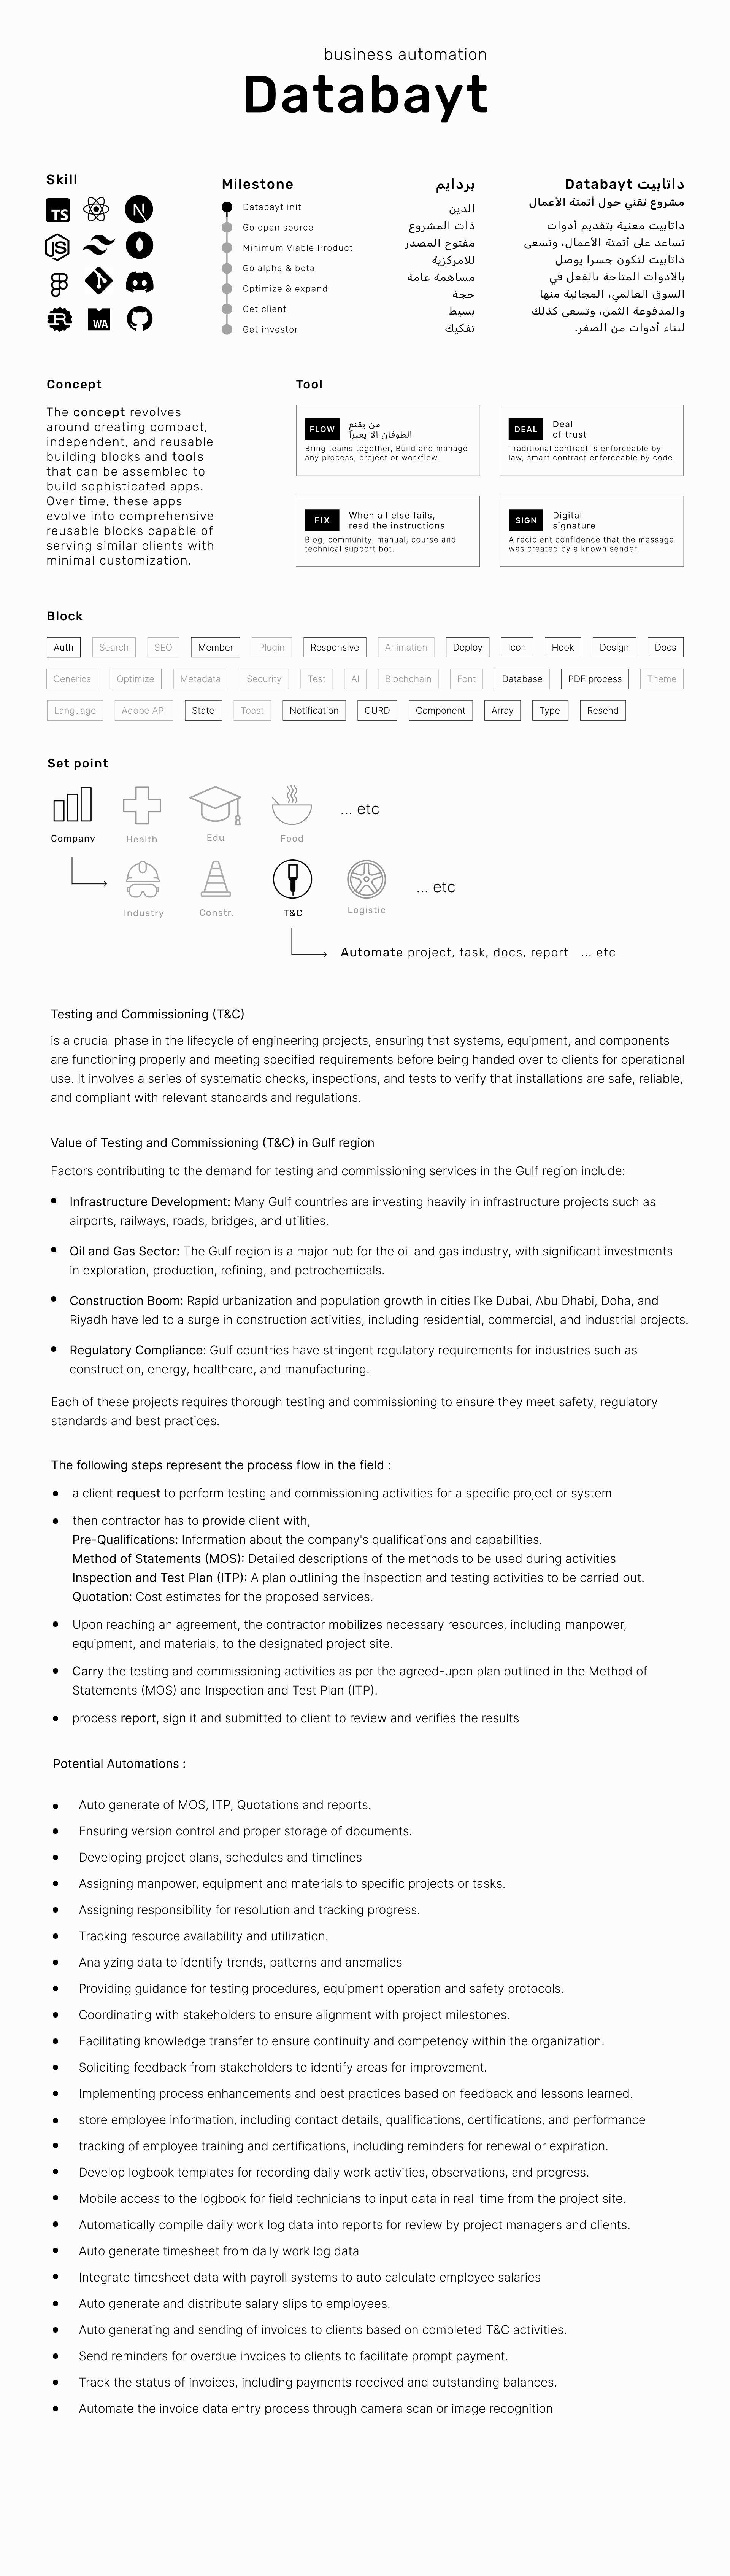 business automation
Databayt
Skill
TS
N
JS
R
WA
Milestone
Databayt init
Go open source
Minimum Viable Product
Go alpha & beta
Optimize & expand
Get client
Get investor
بردايم
الدين
ذات المشروع
مفتوح المصدر
للامركزية
مساهمة عامة
حجة
بسيط
تفكيك
داتابيت Databayt
مشروع تقني حول أتمتة الأعمال
داتابيت معنية بتقديم أدوات
تساعد على أتمتة الأعمال، وتسعى
داتابيت لتكون جسرا يوصل
بالأدوات المتاحة بالفعل في
السوق العالمي، المجانية منها
والمدفوعة الثمن، وتسعى كذلك
لبناء أدوات من الصفر.
Concept
The concept revolves
around creating compact,
independent, and reusable
building blocks and tools
that can be assembled to
build sophisticated apps.
Over time, these apps
evolve into comprehensive
reusable blocks capable of
serving similar clients with
minimal customization.
Tool
FLOW
من يقنع
الطوفان الا يعبرا
Bring teams together, Build and manage
any process, project or workflow.
DEAL
Deal
of trust
Traditional contract is enforceable by
law, smart contract enforceable by code.
FIX
When all else fails,
read the instructions
Blog, community, manual, course and
technical support bot.
SIGN
Digital
signature
A recipient confidence that the message
was created by a known sender.
Block
Auth Search SEO Member Plugin Responsive Animation Deploy Icon Hook Design Docs
Generics Optimize Metadata Security Test AI Blochchain Font Database PDF process Theme
Language Adobe API State Toast Notification CURD Component Array Type Resend
Set point
... etc
Company Health Edu Food
... etc
Industry Constr. T&C Logistic
Automate project, task, docs, report ... etc
Testing and Commissioning (T&C)
is a crucial phase in the lifecycle of engineering projects, ensuring that systems, equipment, and components
are functioning properly and meeting specified requirements before being handed over to clients for operational
use. It involves a series of systematic checks, inspections, and tests to verify that installations are safe, reliable,
and compliant with relevant standards and regulations.
Value of Testing and Commissioning (T&C) in Gulf region
Factors contributing to the demand for testing and commissioning services in the Gulf region include:
Infrastructure Development: Many Gulf countries are investing heavily in infrastructure projects such as
airports, railways, roads, bridges, and utilities.
Oil and Gas Sector: The Gulf region is a major hub for the oil and gas industry, with significant investments
in exploration, production, refining, and petrochemicals.
Construction Boom: Rapid urbanization and population growth in cities like Dubai, Abu Dhabi, Doha, and
Riyadh have led to a surge in construction activities, including residential, commercial, and industrial projects.
Regulatory Compliance: Gulf countries have stringent regulatory requirements for industries such as
construction, energy, healthcare, and manufacturing.
Each of these projects requires thorough testing and commissioning to ensure they meet safety, regulatory
standards and best practices.
The following steps represent the process flow in the field :
a client request to perform testing and commissioning activities for a specific project or system
then contractor has to provide client with,
Pre-Qualifications: Information about the company's qualifications and capabilities.
Method of Statements (MOS): Detailed descriptions of the methods to be used during activities
Inspection and Test Plan (ITP): A plan outlining the inspection and testing activities to be carried out.
Quotation: Cost estimates for the proposed services.
Upon reaching an agreement, the contractor mobilizes necessary resources, including manpower,
equipment, and materials, to the designated project site.
Carry the testing and commissioning activities as per the agreed-upon plan outlined in the Method of
Statements (MOS) and Inspection and Test Plan (ITP).
process report, sign it and submitted to client to review and verifies the results
Potential Automations :
Auto generate of MOS, ITP, Quotations and reports.
Ensuring version control and proper storage of documents.
Developing project plans, schedules and timelines
Assigning manpower, equipment and materials to specific projects or tasks.
Assigning responsibility for resolution and tracking progress.
Tracking resource availability and utilization.
Analyzing data to identify trends, patterns and anomalies
Providing guidance for testing procedures, equipment operation and safety protocols.
Coordinating with stakeholders to ensure alignment with project milestones.
Facilitating knowledge transfer to ensure continuity and competency within the organization.
Soliciting feedback from stakeholders to identify areas for improvement.
Implementing process enhancements and best practices based on feedback and lessons learned.
store employee information, including contact details, qualifications, certifications, and performance
tracking of employee training and certifications, including reminders for renewal or expiration.
Develop logbook templates for recording daily work activities, observations, and progress.
Mobile access to the logbook for field technicians to input data in real-time from the project site.
Automatically compile daily work log data into reports for review by project managers and clients.
Auto generate timesheet from daily work log data
Integrate timesheet data with payroll systems to auto calculate employee salaries
Auto generate and distribute salary slips to employees.
Auto generating and sending of invoices to clients based on completed T&C activities.
Send reminders for overdue invoices to clients to facilitate prompt payment.
Track the status of invoices, including payments received and outstanding balances.
Automate the invoice data entry process through camera scan or image recognition